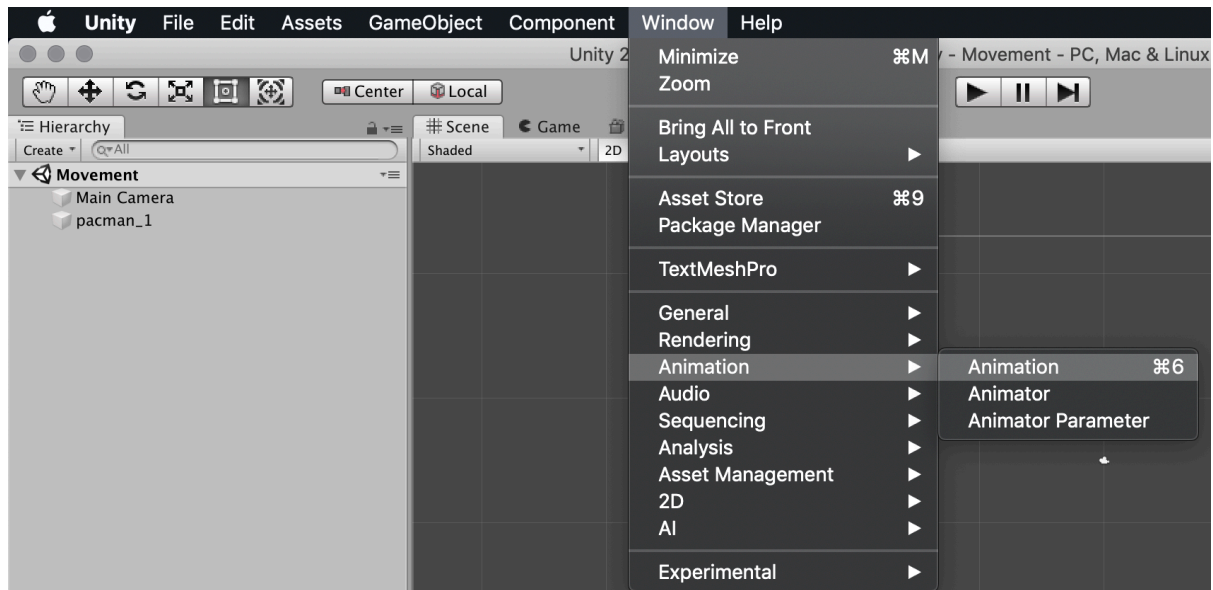 Unity File Edit Assets GameObject Component Window Help
Unity 2
y - Movement - PC, Mac & Linux
Center Local
Hierarchy
Scene Game
Create All
Shaded 2D
Movement
Main Camera
pacman_1
Minimize ⌘M
Zoom
Bring All to Front
Layouts
Asset Store ⌘9
Package Manager
TextMeshPro
General
Rendering
Animation
Audio
Sequencing
Analysis
Asset Management
2D
AI
Experimental
Animation ⌘6
Animator
Animator Parameter